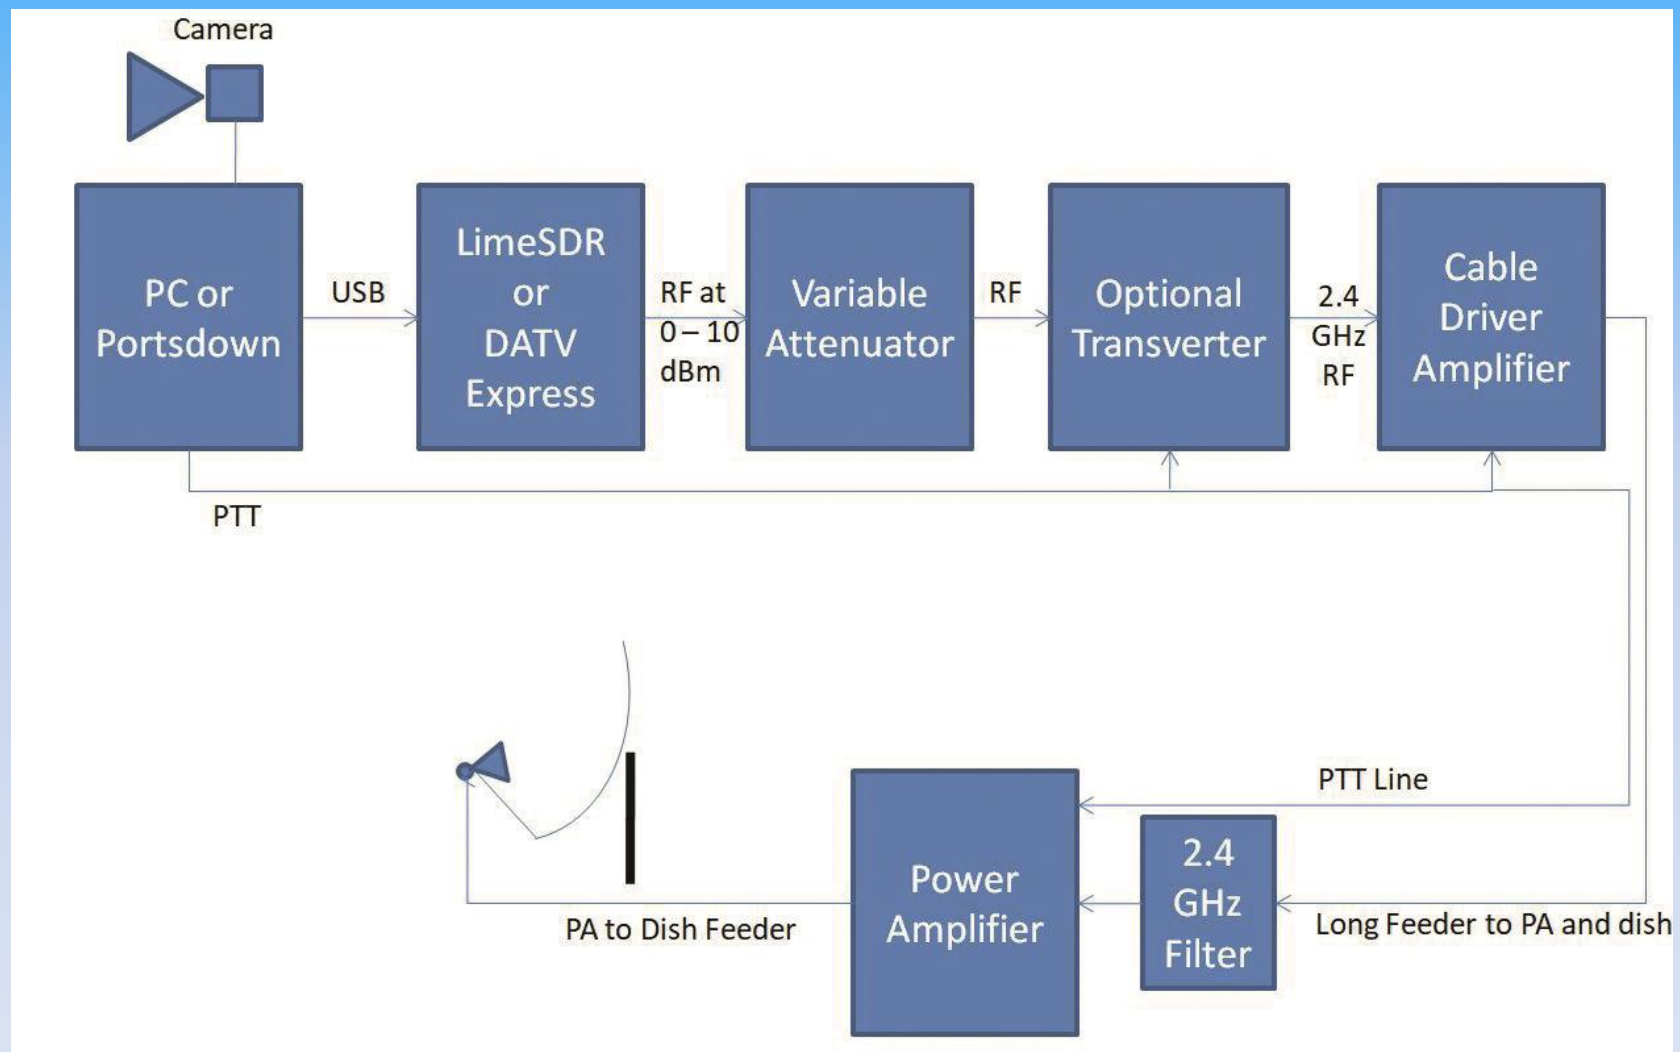 Camera
PC or
Portsdown
USB
LimeSDR
or
DATV
Express
RF at
0 – 10
dBm
Variable
Attenuator
RF
Optional
Transverter
2.4
GHz
RF
Cable
Driver
Amplifier
PTT
PTT Line
Power
Amplifier
2.4
GHz
Filter
Long Feeder to PA and dish
PA to Dish Feeder